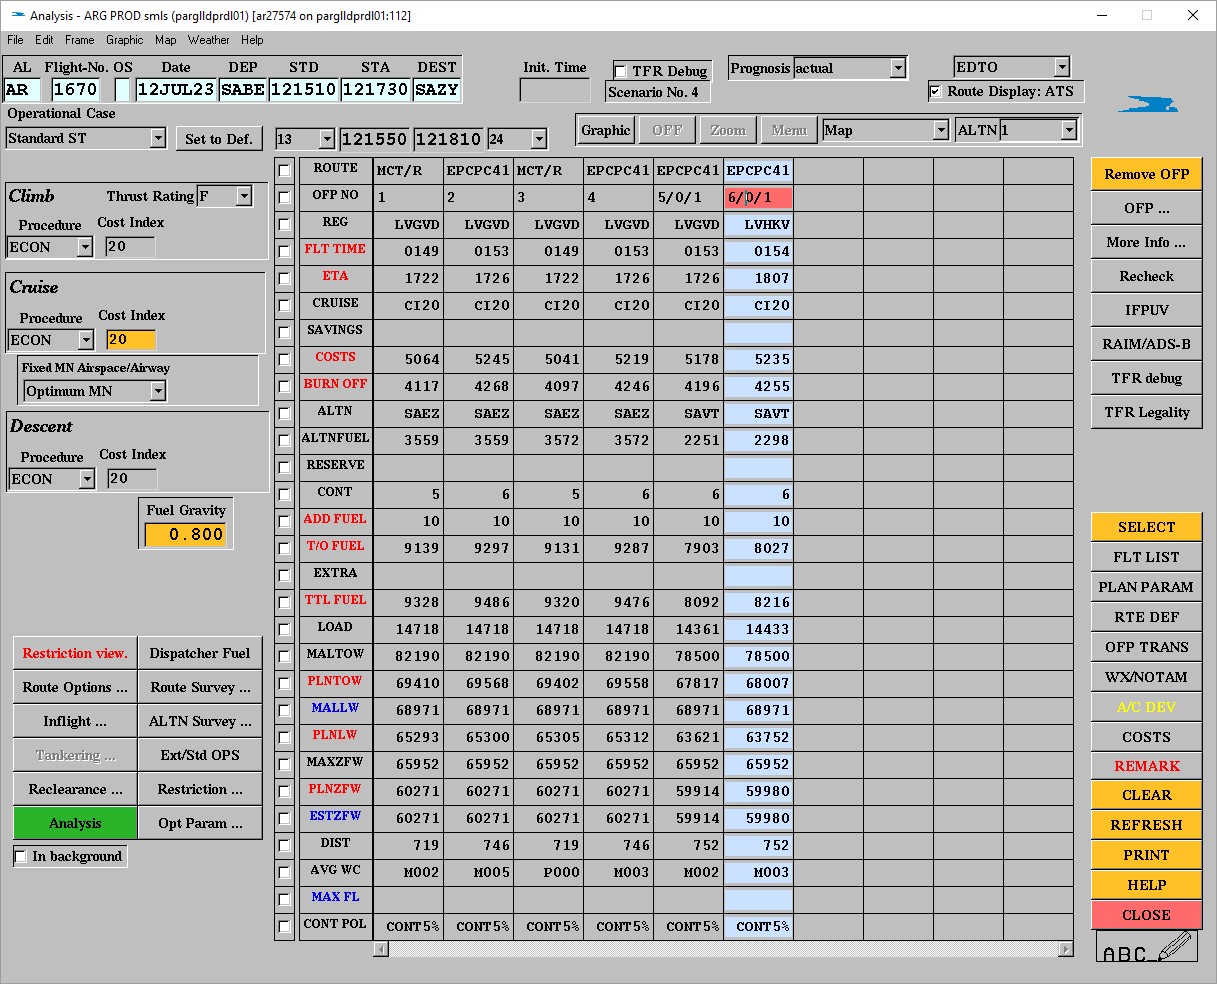 Analysis - ARG PROD smls (parglldprdl01) [ar27574 on parglldprdl01:112]
File Edit Frame Graphic Map Weather Help
AL Flight-No. OS Date DEP STD STA DEST
AR 1670 12JUL23 SABE 121510 121730 SAZY
Init. Time
TFR Debug
Scenario No. 4
Prognosis actual
EDTO
Route Display: ATS
Operational Case
Standard ST Set to Def.
13 121550 121810 24
Graphic OFF Zoom Menu Map ALTN 1
Climb Thrust Rating F
Procedure Cost Index
ECON 20
Cruise
Procedure Cost Index
ECON 20
Fixed MN Airspace/Airway
Optimum MN
Descent
Procedure Cost Index
ECON 20
Fuel Gravity
0.800
Restriction view. Dispatcher Fuel
Route Options ... Route Survey ...
Inflight ... ALTN Survey ...
Tankering ... Ext/Std OPS
Reclearance ... Restriction ...
Analysis Opt Param ...
In background
ROUTE MCT/R EPCPC41 MCT/R EPCPC41 EPCPC41 EPCPC41
OFP NO 1 2 3 4 5/0/1 6/0/1
REG LVGVD LVGVD LVGVD LVGVD LVGVD LVHKV
FLT TIME 0149 0153 0149 0153 0153 0154
ETA 1722 1726 1722 1726 1726 1807
CRUISE CI20 CI20 CI20 CI20 CI20 CI20
SAVINGS
COSTS 5064 5245 5041 5219 5178 5235
BURN OFF 4117 4268 4097 4246 4196 4255
ALTN SAEZ SAEZ SAEZ SAEZ SAVT SAVT
ALTNFUEL 3559 3559 3572 3572 2251 2298
RESERVE
CONT 5 6 5 6 6 6
ADD FUEL 10 10 10 10 10 10
T/O FUEL 9139 9297 9131 9287 7903 8027
EXTRA
TTL FUEL 9328 9486 9320 9476 8092 8216
LOAD 14718 14718 14718 14718 14361 14433
MALTOW 82190 82190 82190 82190 78500 78500
PLNTOW 69410 69568 69402 69558 67817 68007
MALLW 68971 68971 68971 68971 68971 68971
PLNLW 65293 65300 65305 65312 63621 63752
MAXZFW 65952 65952 65952 65952 65952 65952
PLNZFW 60271 60271 60271 60271 59914 59980
ESTZFW 60271 60271 60271 60271 59914 59980
DIST 719 746 719 746 752 752
AVG WC M002 M005 P000 M003 M002 M003
MAX FL
CONT POL CONT5% CONT5% CONT5% CONT5% CONT5% CONT5%
Remove OFP
OFP ...
More Info ...
Recheck
IFPUV
RAIM/ADS-B
TFR debug
TFR Legality
SELECT
FLT LIST
PLAN PARAM
RTE DEF
OFP TRANS
WX/NOTAM
A/C DEV
COSTS
REMARK
CLEAR
REFRESH
PRINT
HELP
CLOSE
ABC